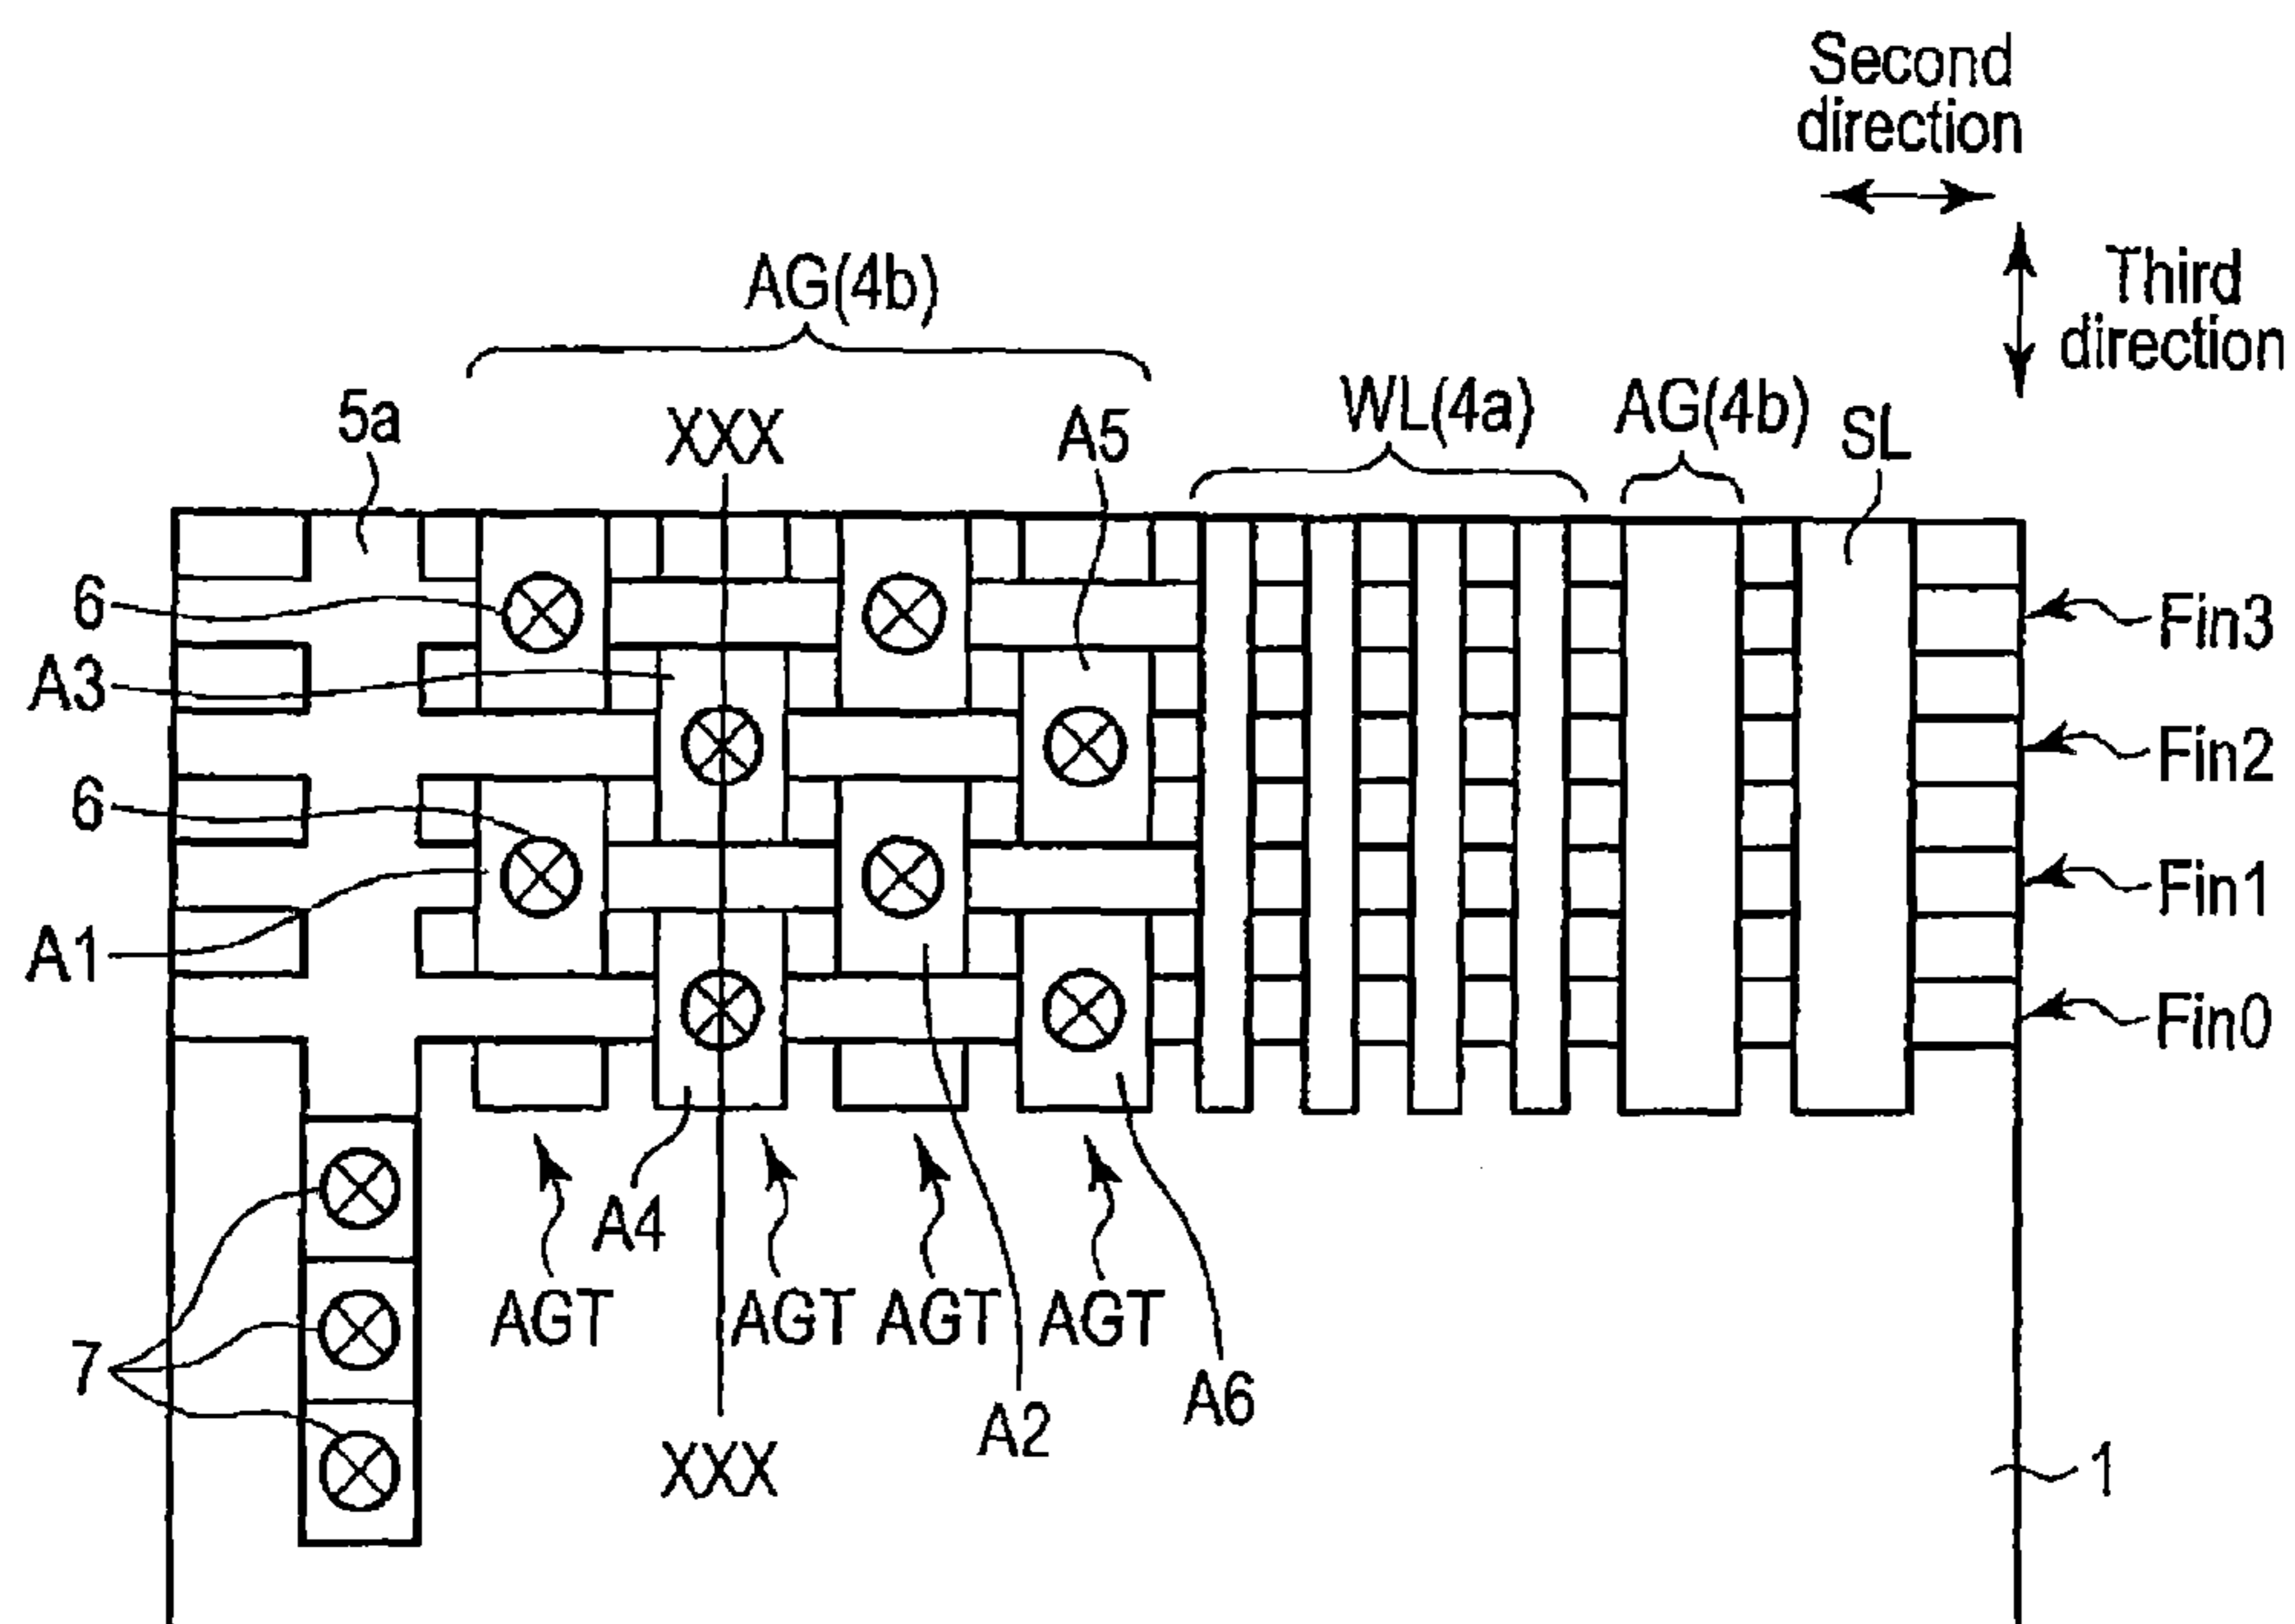 Second
direction
Third
direction
AG(4b)
5a
XXX
A5
WL(4a)
AG(4b)
SL
6
A3
6
A1
Fin3
Fin2
Fin1
Fin0
A4
AGT
AGT
AGT
AGT
7
A2
A6
XXX
1